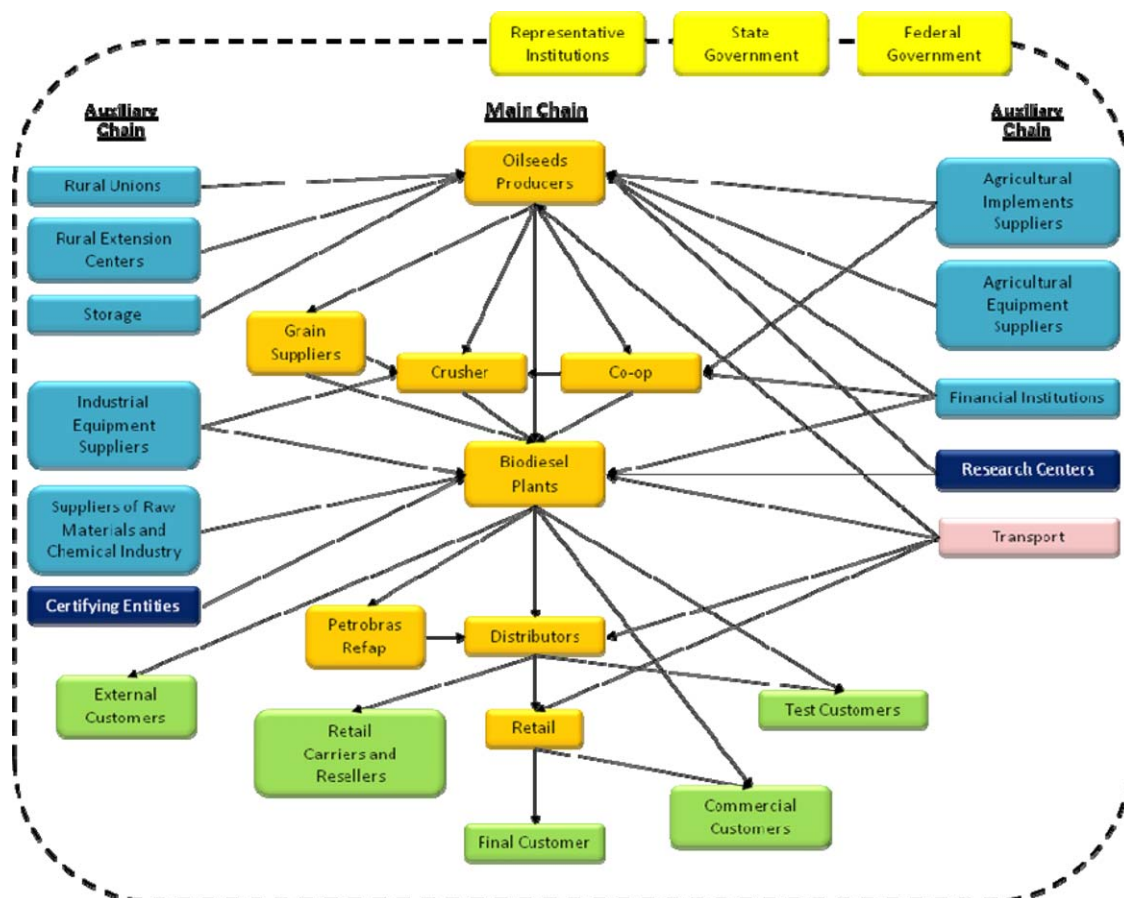 Representative
Institutions
State
Government
Federal
Government
Auxiliary
Chain
Main Chain
Auxiliary
Chain
Rural Unions
Oilseeds
Producers
Agricultural
Implements
Suppliers
Rural Extension
Centers
Storage
Agricultural
Equipment
Suppliers
Grain
Suppliers
Crusher
Co-op
Industrial
Equipment
Suppliers
Financial Institutions
Biodiesel
Plants
Research Centers
Suppliers of Raw
Materials and
Chemical Industry
Transport
Certifying Entities
Petrobras
Refap
Distributors
External
Customers
Retail
Carriers and
Resellers
Retail
Test Customers
Commercial
Customers
Final Customer